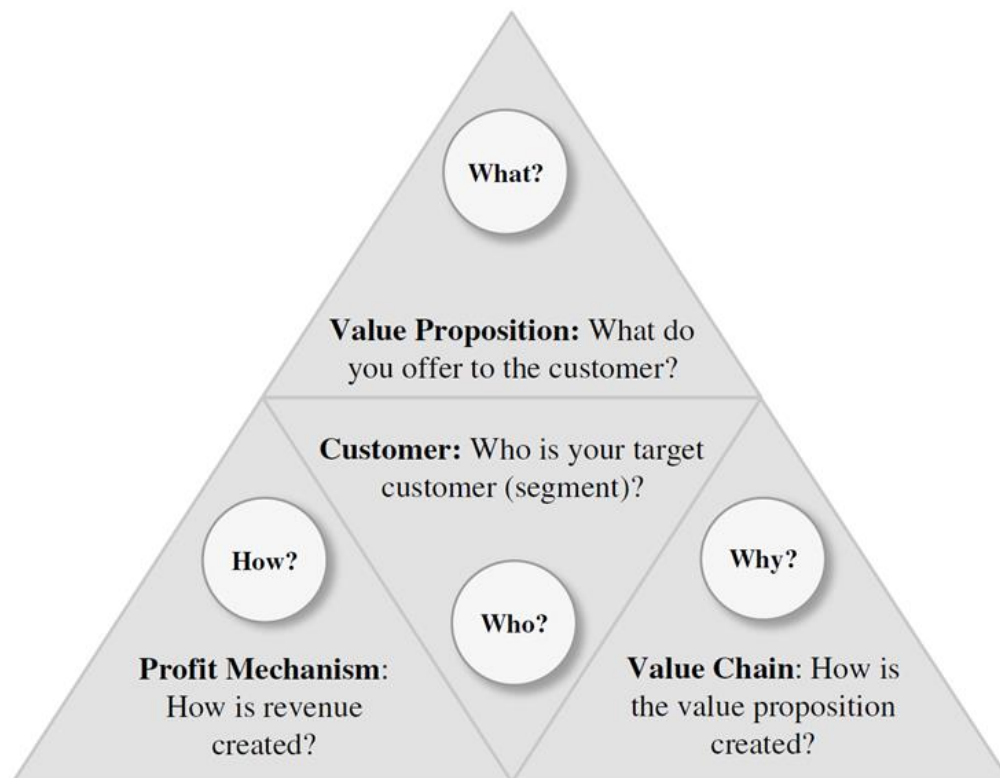 What?
Value Proposition: What do
you offer to the customer?
Customer: Who is your target
customer (segment)?
How?
Why?
Who?
Profit Mechanism:
How is revenue
created?
Value Chain: How is
the value proposition
created?